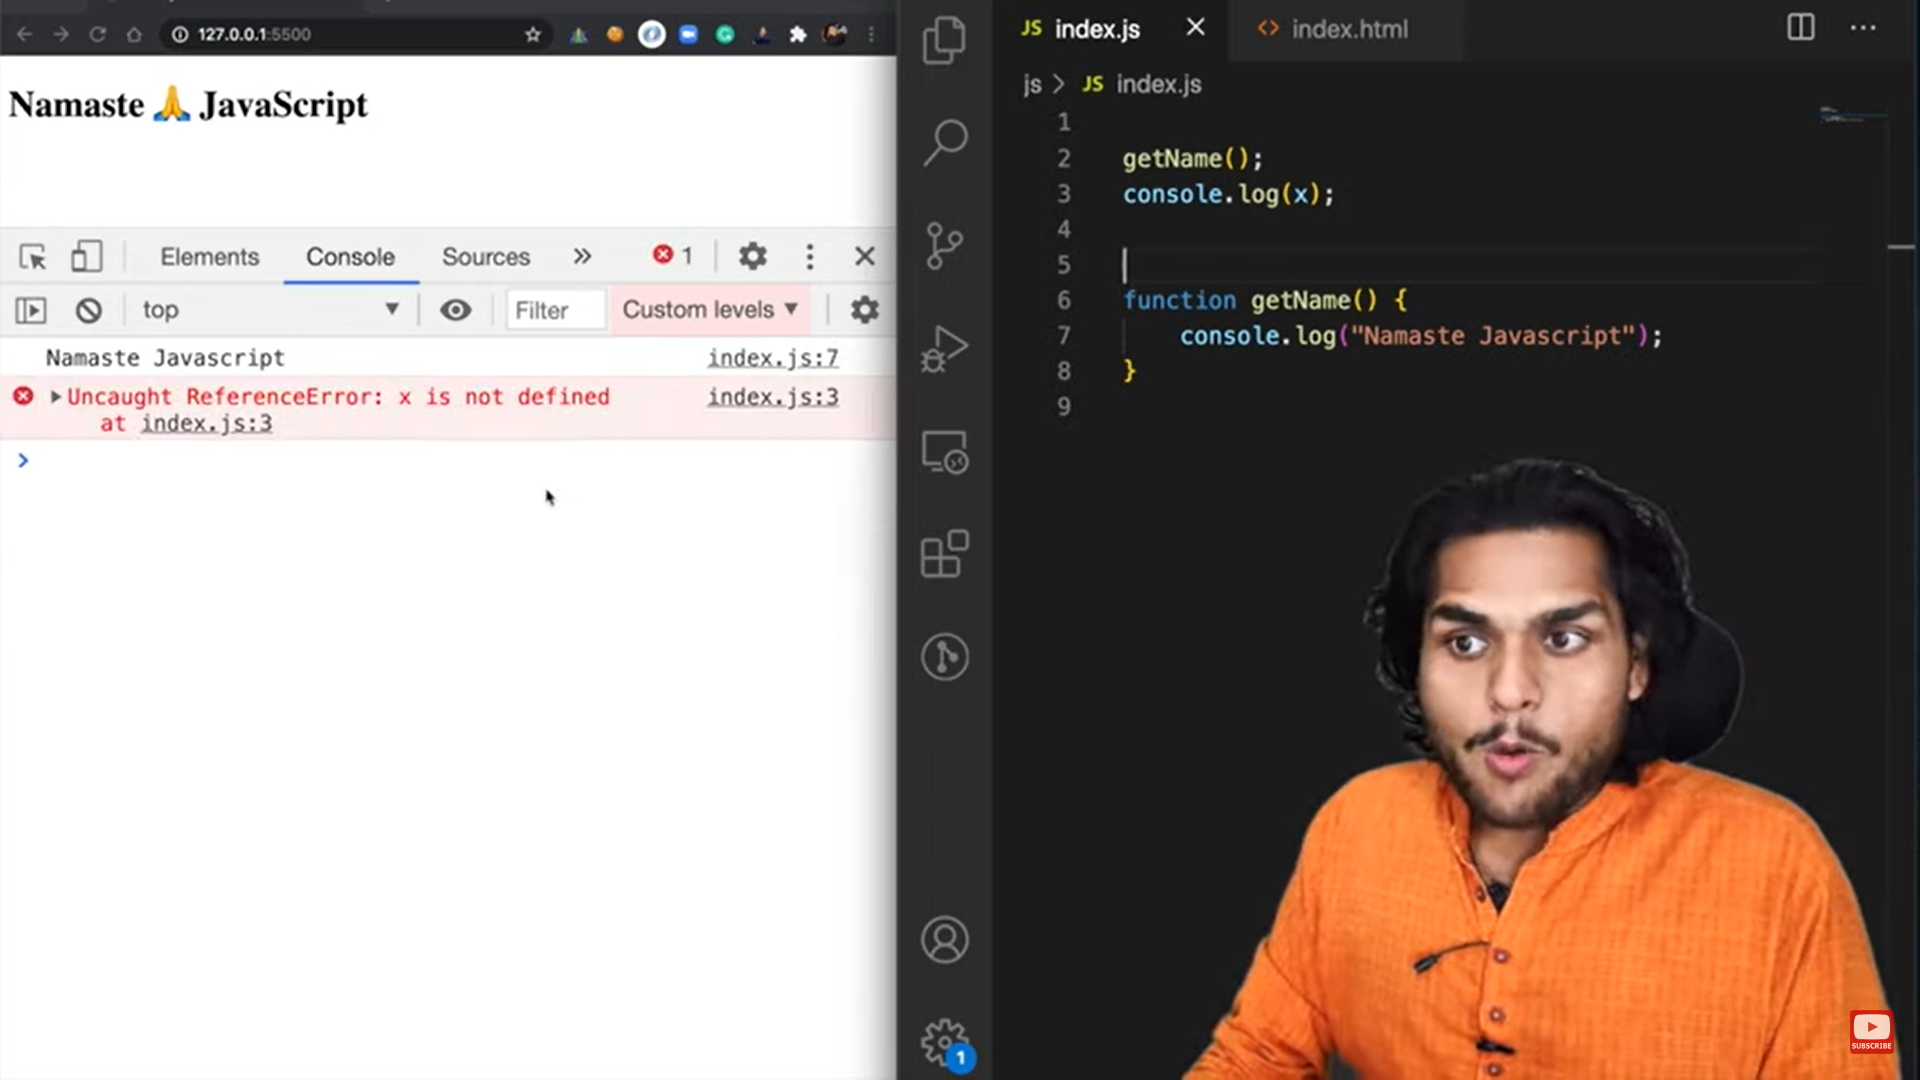 127.0.0.1:5500
Namaste 🙏 JavaScript
Elements Console Sources » 1
top Filter Custom levels
Namaste Javascript index.js:7
Uncaught ReferenceError: x is not defined index.js:3
at index.js:3
JS index.js index.html
js > JS index.js
1
2 getName();
3 console.log(x);
4
5
6 function getName() {
7 console.log("Namaste Javascript");
8 }
9
1
SUBSCRIBE